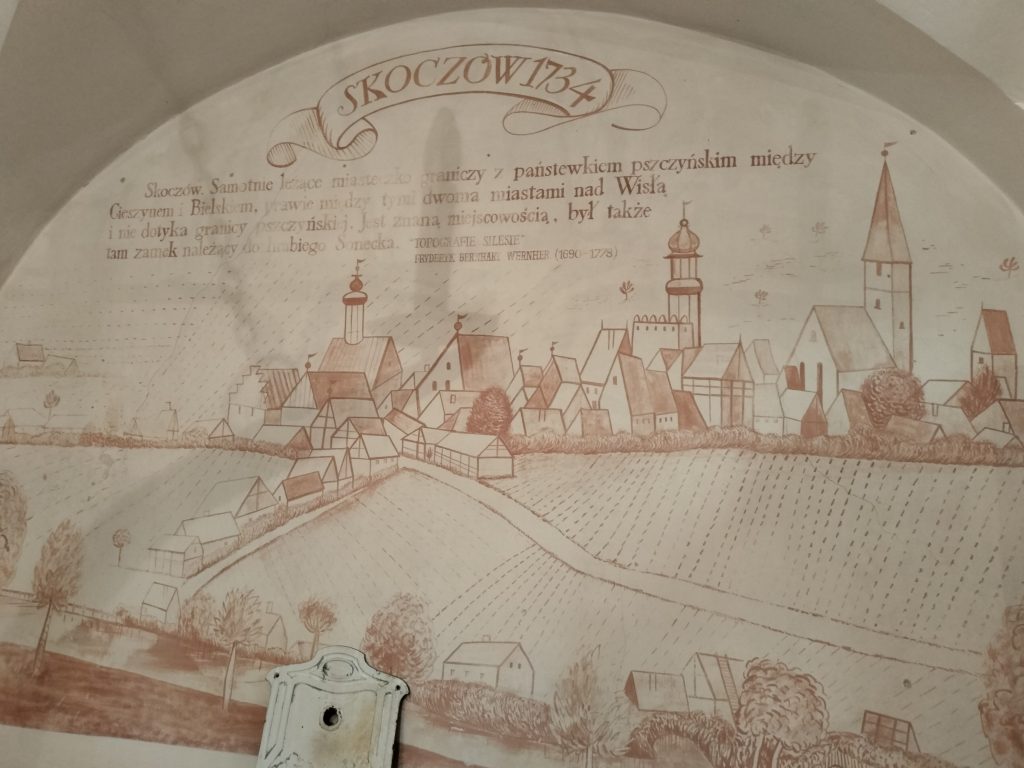 SKOCZÓW 1734
Skoczów. Samotnie leżące miasteczko graniczy z państewkiem pszczyńskim między
Cieszynem i Bielskiem, prawie między tymi dwoma miastami nad Wisłą
i nie dotyka granicy pszczyńskiej. Jest znaną miejscowością, był także
tam zamek należący do hrabiego Sonecka. "TOPOGRAFIE SILESIE"
FRYDERYK BERNHARD WERNHER (1690-1778)